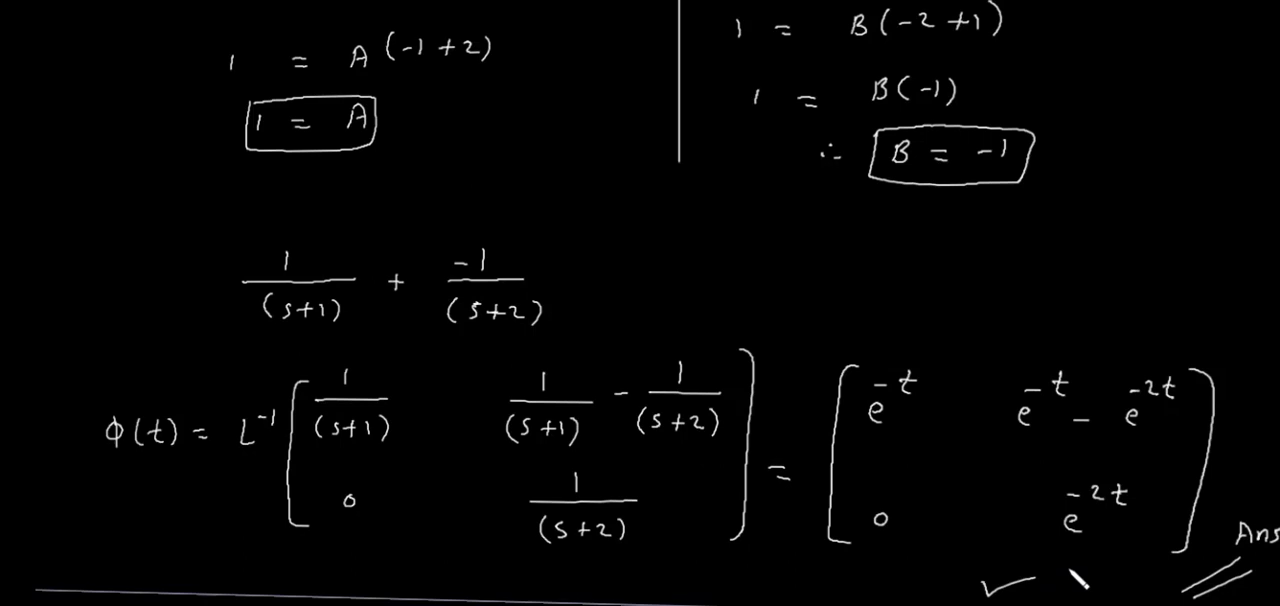 1 = A(-1+2)
1 = A
1 = B(-2+1)
1 = B(-1)
∴ B = -1
1/(s+1) + -1/(s+2)
Φ(t) = L⁻¹ [ 1/(s+1)   1/(s+1) - 1/(s+2) ; 0   1/(s+2) ] = [ e^-t   e^-t - e^-2t ; 0   e^-2t ]
Ans